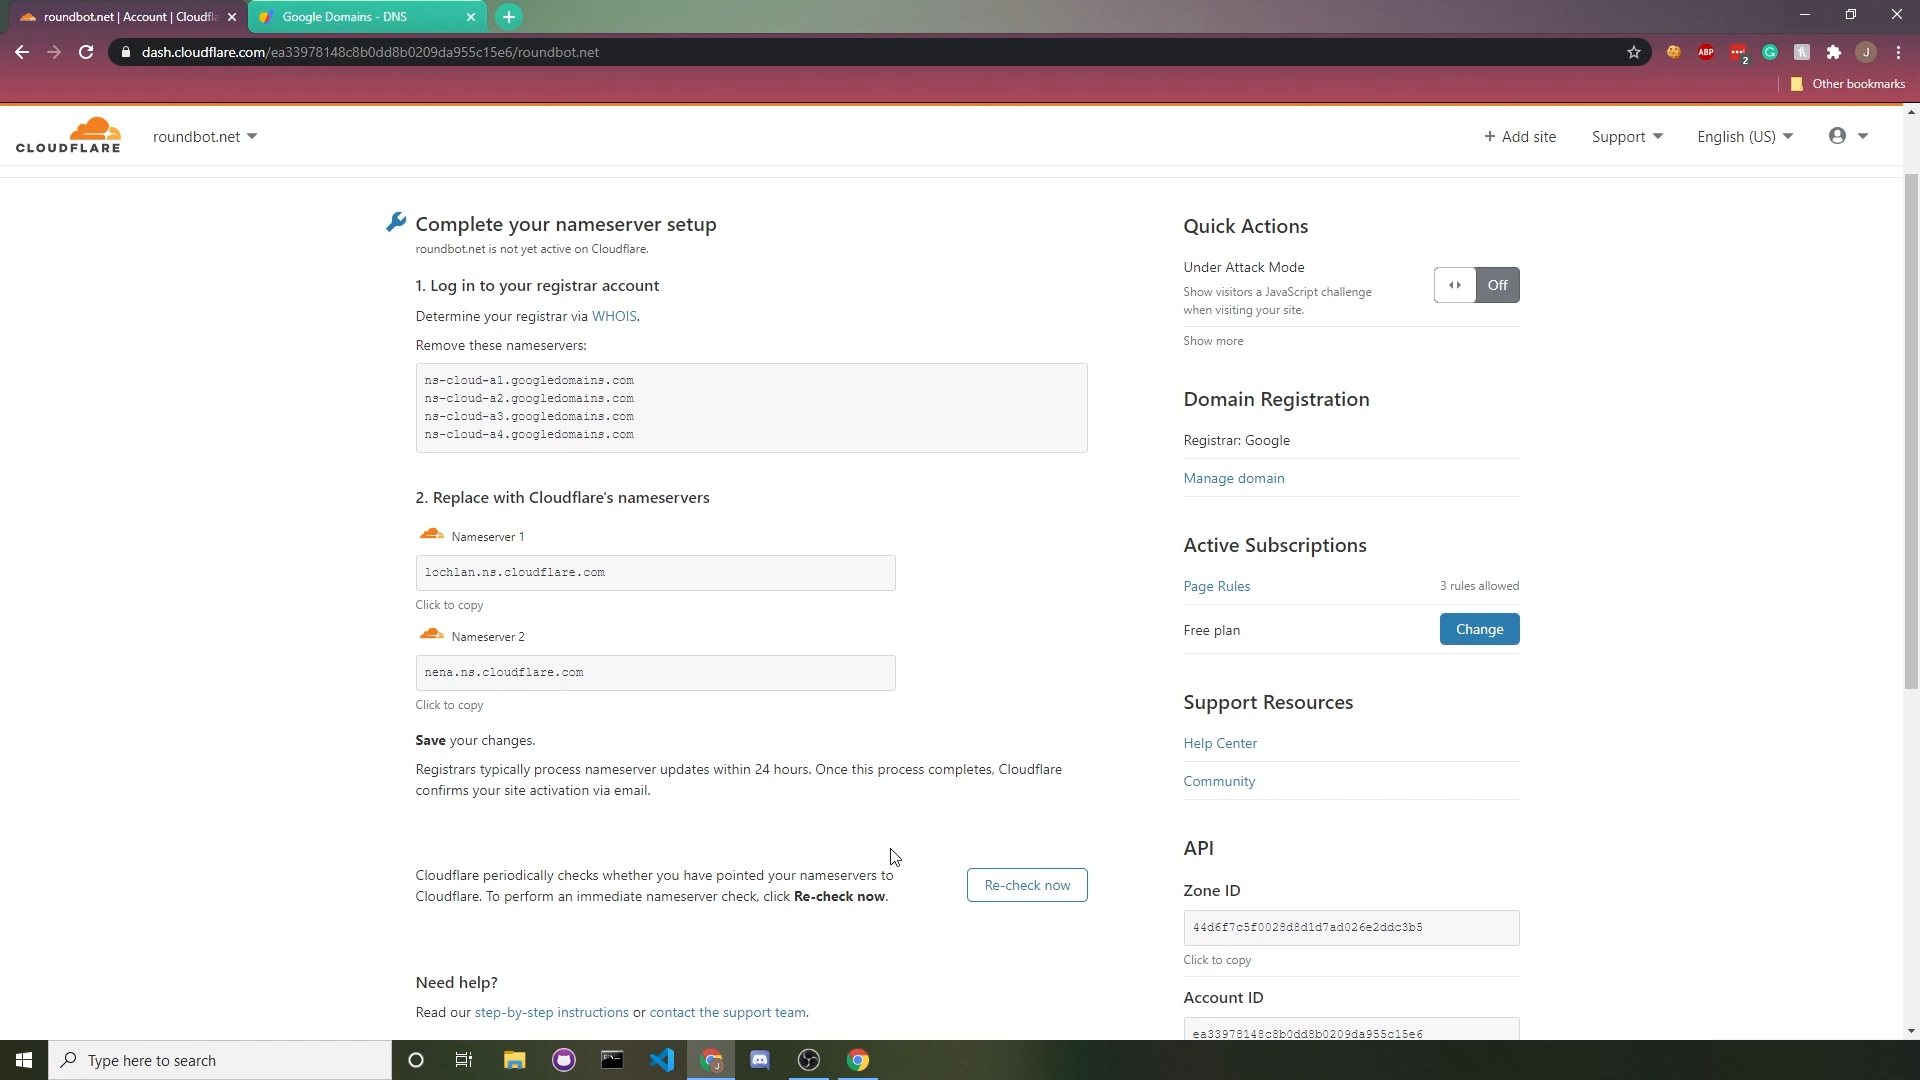 roundbot.net | Account | Cloudfla
Google Domains - DNS
dash.cloudflare.com/ea33978148c8b0dd8b0209da955c15e6/roundbot.net
ABP
2
J
Other bookmarks
CLOUDFLARE
roundbot.net
+ Add site
Support
English (US)
Complete your nameserver setup
roundbot.net is not yet active on Cloudflare.
1. Log in to your registrar account
Determine your registrar via WHOIS.
Remove these nameservers:
ns-cloud-a1.googledomains.com
ns-cloud-a2.googledomains.com
ns-cloud-a3.googledomains.com
ns-cloud-a4.googledomains.com
2. Replace with Cloudflare's nameservers
Nameserver 1
lochlan.ns.cloudflare.com
Click to copy
Nameserver 2
nena.ns.cloudflare.com
Click to copy
Save your changes.
Registrars typically process nameserver updates within 24 hours. Once this process completes, Cloudflare
confirms your site activation via email.
Cloudflare periodically checks whether you have pointed your nameservers to
Cloudflare. To perform an immediate nameserver check, click Re-check now.
Re-check now
Need help?
Read our step-by-step instructions or contact the support team.
Quick Actions
Under Attack Mode
Show visitors a JavaScript challenge
when visiting your site.
Off
Show more
Domain Registration
Registrar: Google
Manage domain
Active Subscriptions
Page Rules
3 rules allowed
Free plan
Change
Support Resources
Help Center
Community
API
Zone ID
44d6f7c5f0028d8d1d7ad026e2ddc3b5
Click to copy
Account ID
ea33978148c8b0dd8b0209da955c15e6
Type here to search